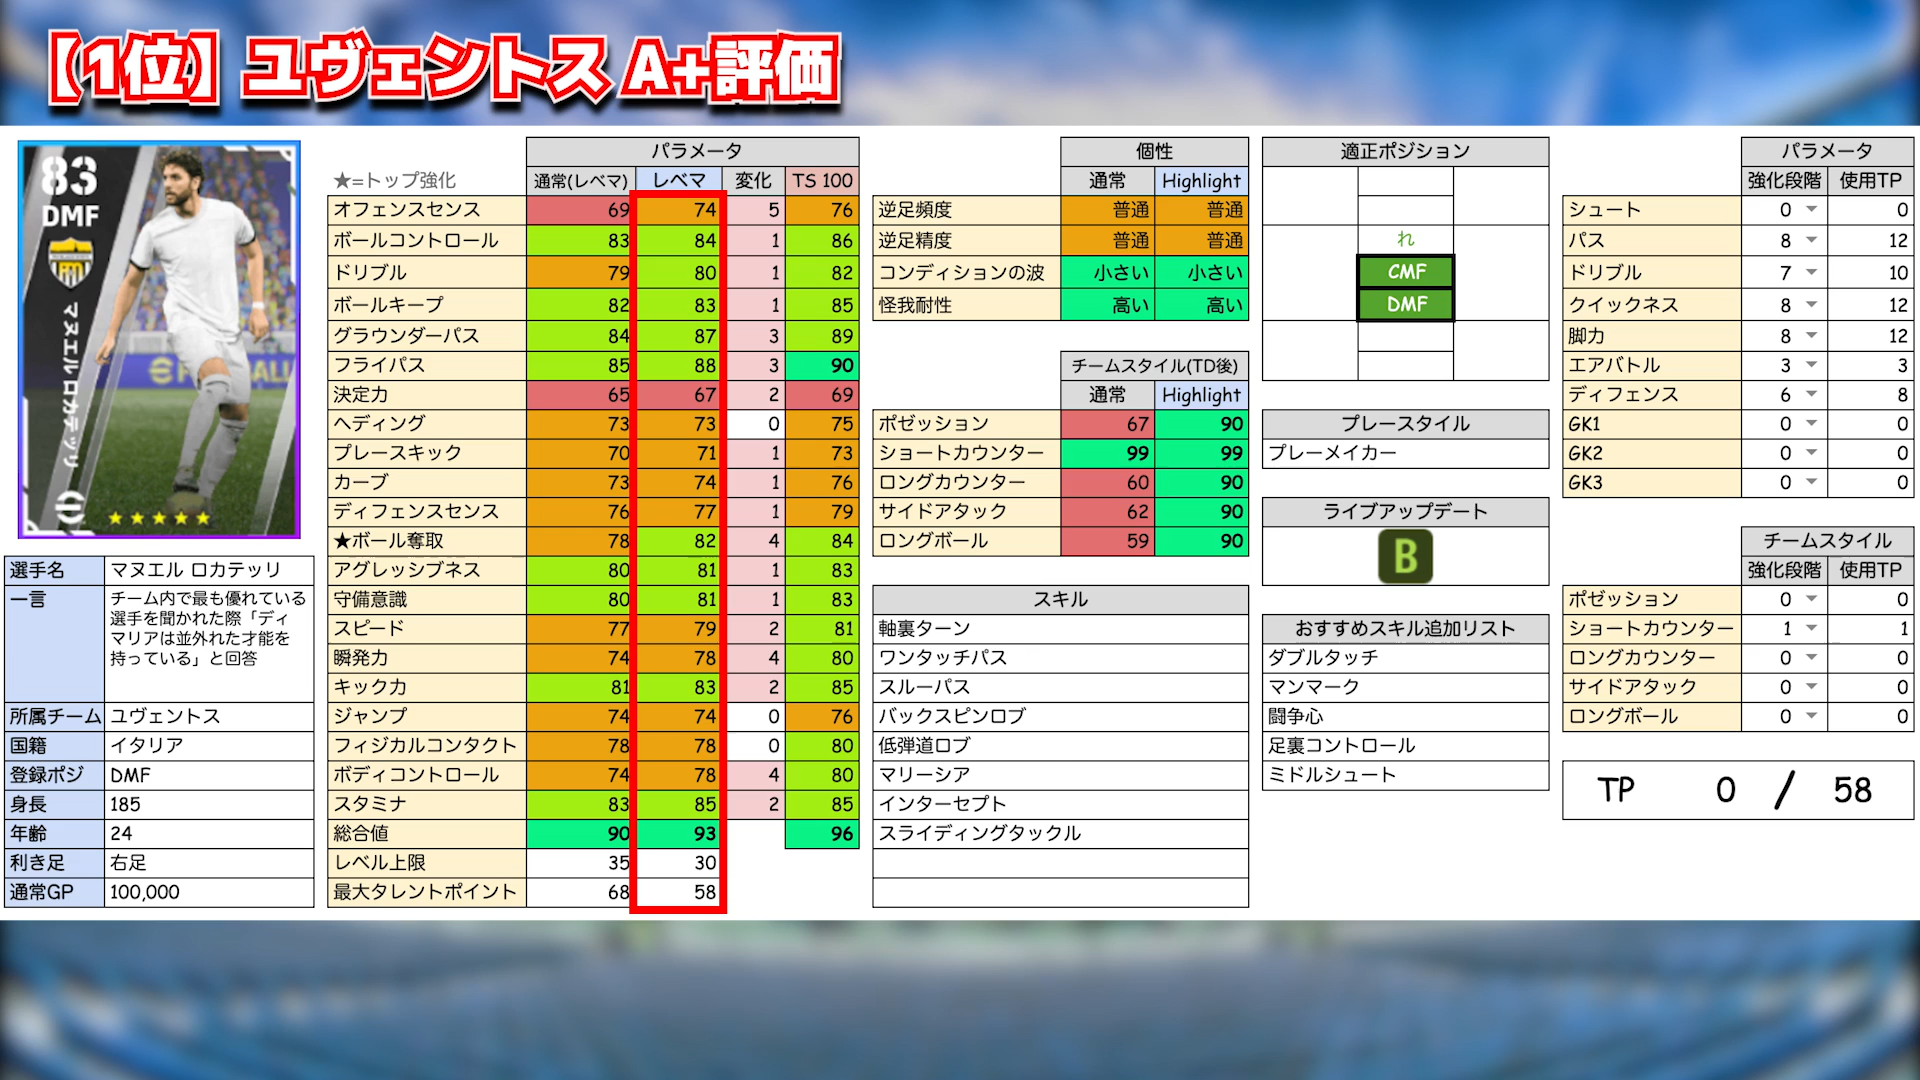 【1位】ユヴェントス A+評価
83
DMF
マヌエル ロカテッリ
選手名 マヌエル ロカテッリ
一言 チーム内で最も優れている
選手を聞かれた際「ディ
マリアは並外れた才能を
持っている」と回答
所属チーム ユヴェントス
国籍 イタリア
登録ポジ DMF
身長 185
年齢 24
利き足 右足
通常GP 100,000
パラメータ
★=トップ強化 通常(レベマ) レベマ 変化 TS 100
オフェンスセンス 69 74 5 76
ボールコントロール 83 84 1 86
ドリブル 79 80 1 82
ボールキープ 82 83 1 85
グラウンダーパス 84 87 3 89
フライパス 85 88 3 90
決定力 65 67 2 69
ヘディング 73 73 0 75
プレースキック 70 71 1 73
カーブ 73 74 1 76
ディフェンスセンス 76 77 1 79
★ボール奪取 78 82 4 84
アグレッシブネス 80 81 1 83
守備意識 80 81 1 83
スピード 77 79 2 81
瞬発力 74 78 4 80
キック力 81 83 2 85
ジャンプ 74 74 0 76
フィジカルコンタクト 78 78 0 80
ボディコントロール 74 78 4 80
スタミナ 83 85 2 85
総合値 90 93 96
レベル上限 35 30
最大タレントポイント 68 58
個性
通常 Highlight
逆足頻度 普通 普通
逆足精度 普通 普通
コンディションの波 小さい 小さい
怪我耐性 高い 高い
チームスタイル(TD後)
通常 Highlight
ポゼッション 67 90
ショートカウンター 99 99
ロングカウンター 60 90
サイドアタック 62 90
ロングボール 59 90
スキル
軸裏ターン
ワンタッチパス
スルーパス
バックスピンロブ
低弾道ロブ
マリーシア
インターセプト
スライディングタックル
適正ポジション
れ
CMF
DMF
プレースタイル
プレーメイカー
ライブアップデート
B
おすすめスキル追加リスト
ダブルタッチ
マンマーク
闘争心
足裏コントロール
ミドルシュート
パラメータ
強化段階 使用TP
シュート 0 0
パス 8 12
ドリブル 7 10
クイックネス 8 12
脚力 8 12
エアバトル 3 3
ディフェンス 6 8
GK1 0 0
GK2 0 0
GK3 0 0
チームスタイル
強化段階 使用TP
ポゼッション 0 0
ショートカウンター 1 1
ロングカウンター 0 0
サイドアタック 0 0
ロングボール 0 0
TP 0 / 58